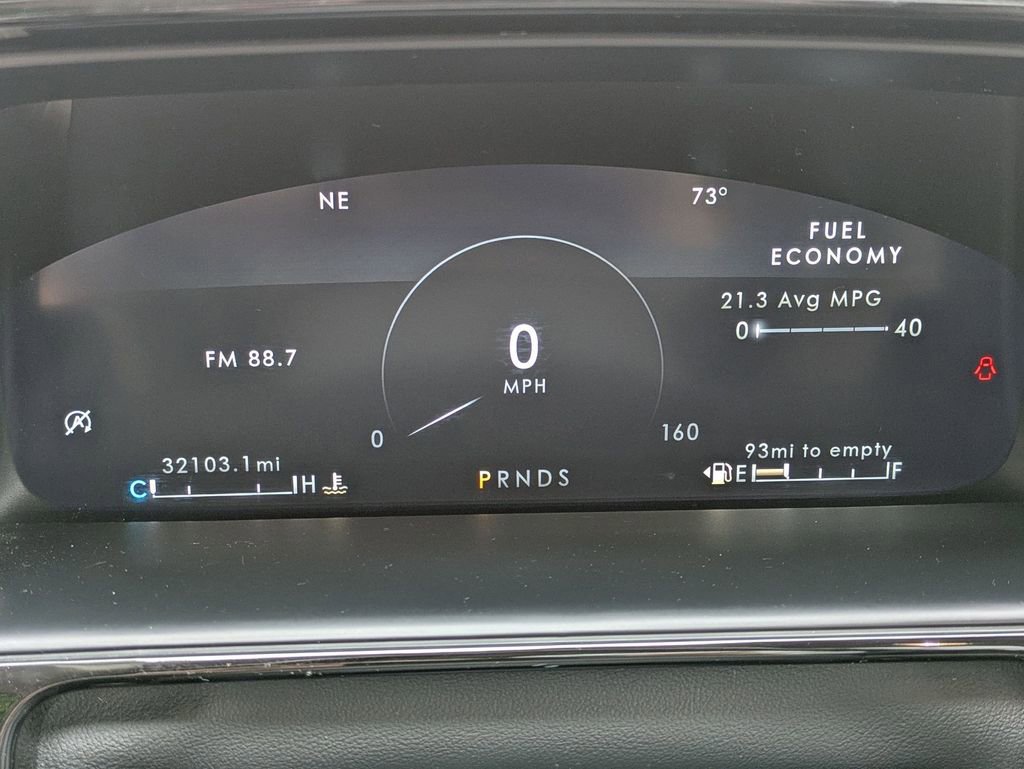 NE
73°
FUEL
ECONOMY
21.3 Avg MPG
0 40
FM 88.7
0
MPH
0 160
32103.1mi
C H
PRNDS
93mi to empty
E F